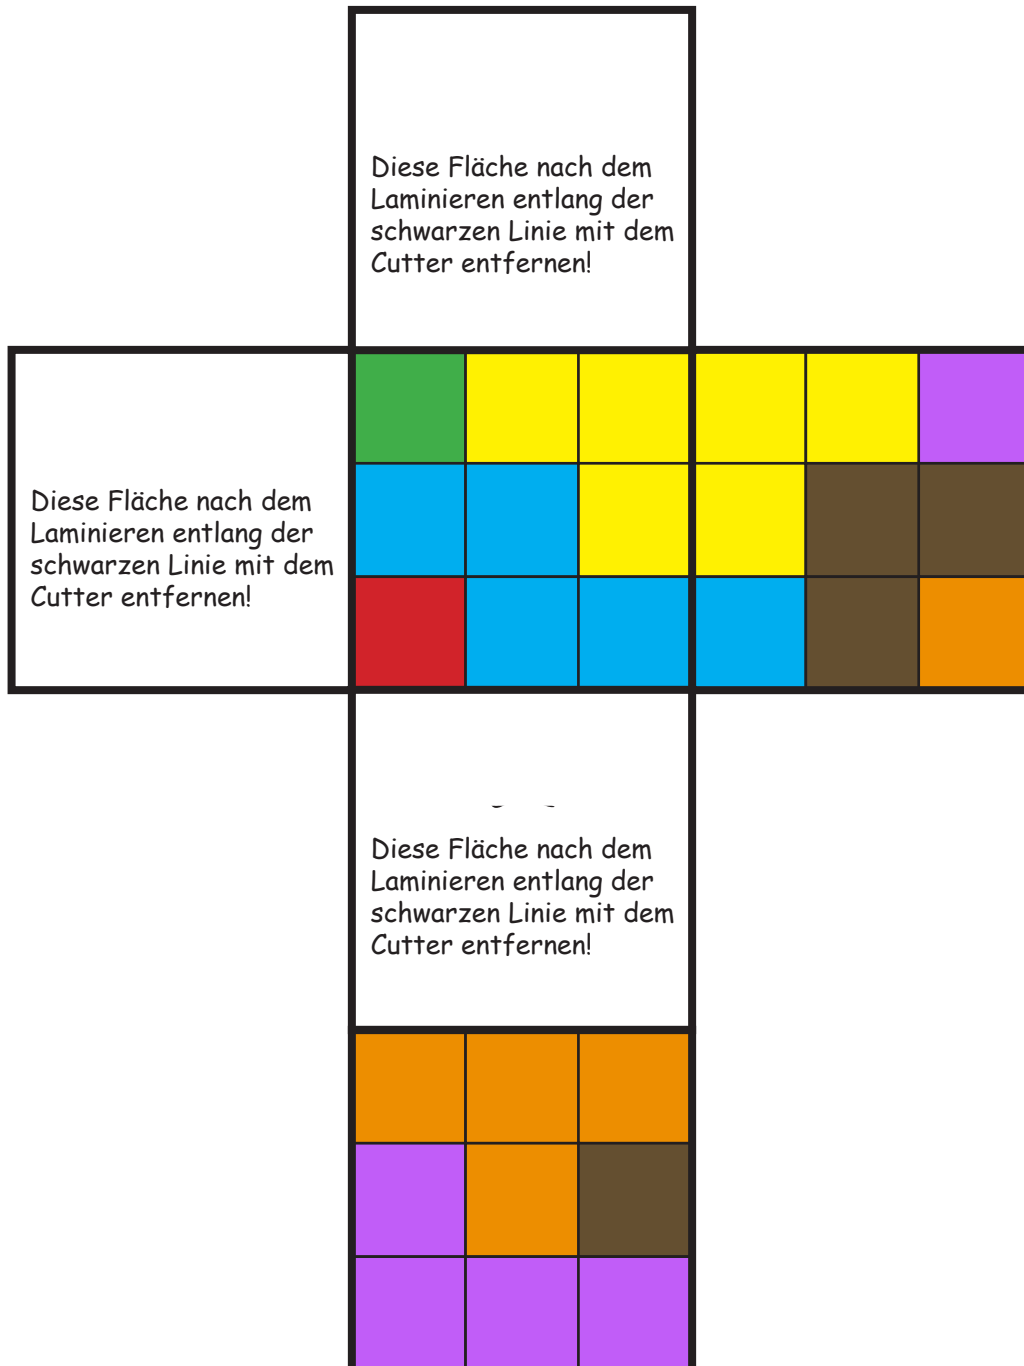 Diese Fläche nach dem
Laminieren entlang der
schwarzen Linie mit dem
Cutter entfernen!
Diese Fläche nach dem
Laminieren entlang der
schwarzen Linie mit dem
Cutter entfernen!
Diese Fläche nach dem
Laminieren entlang der
schwarzen Linie mit dem
Cutter entfernen!